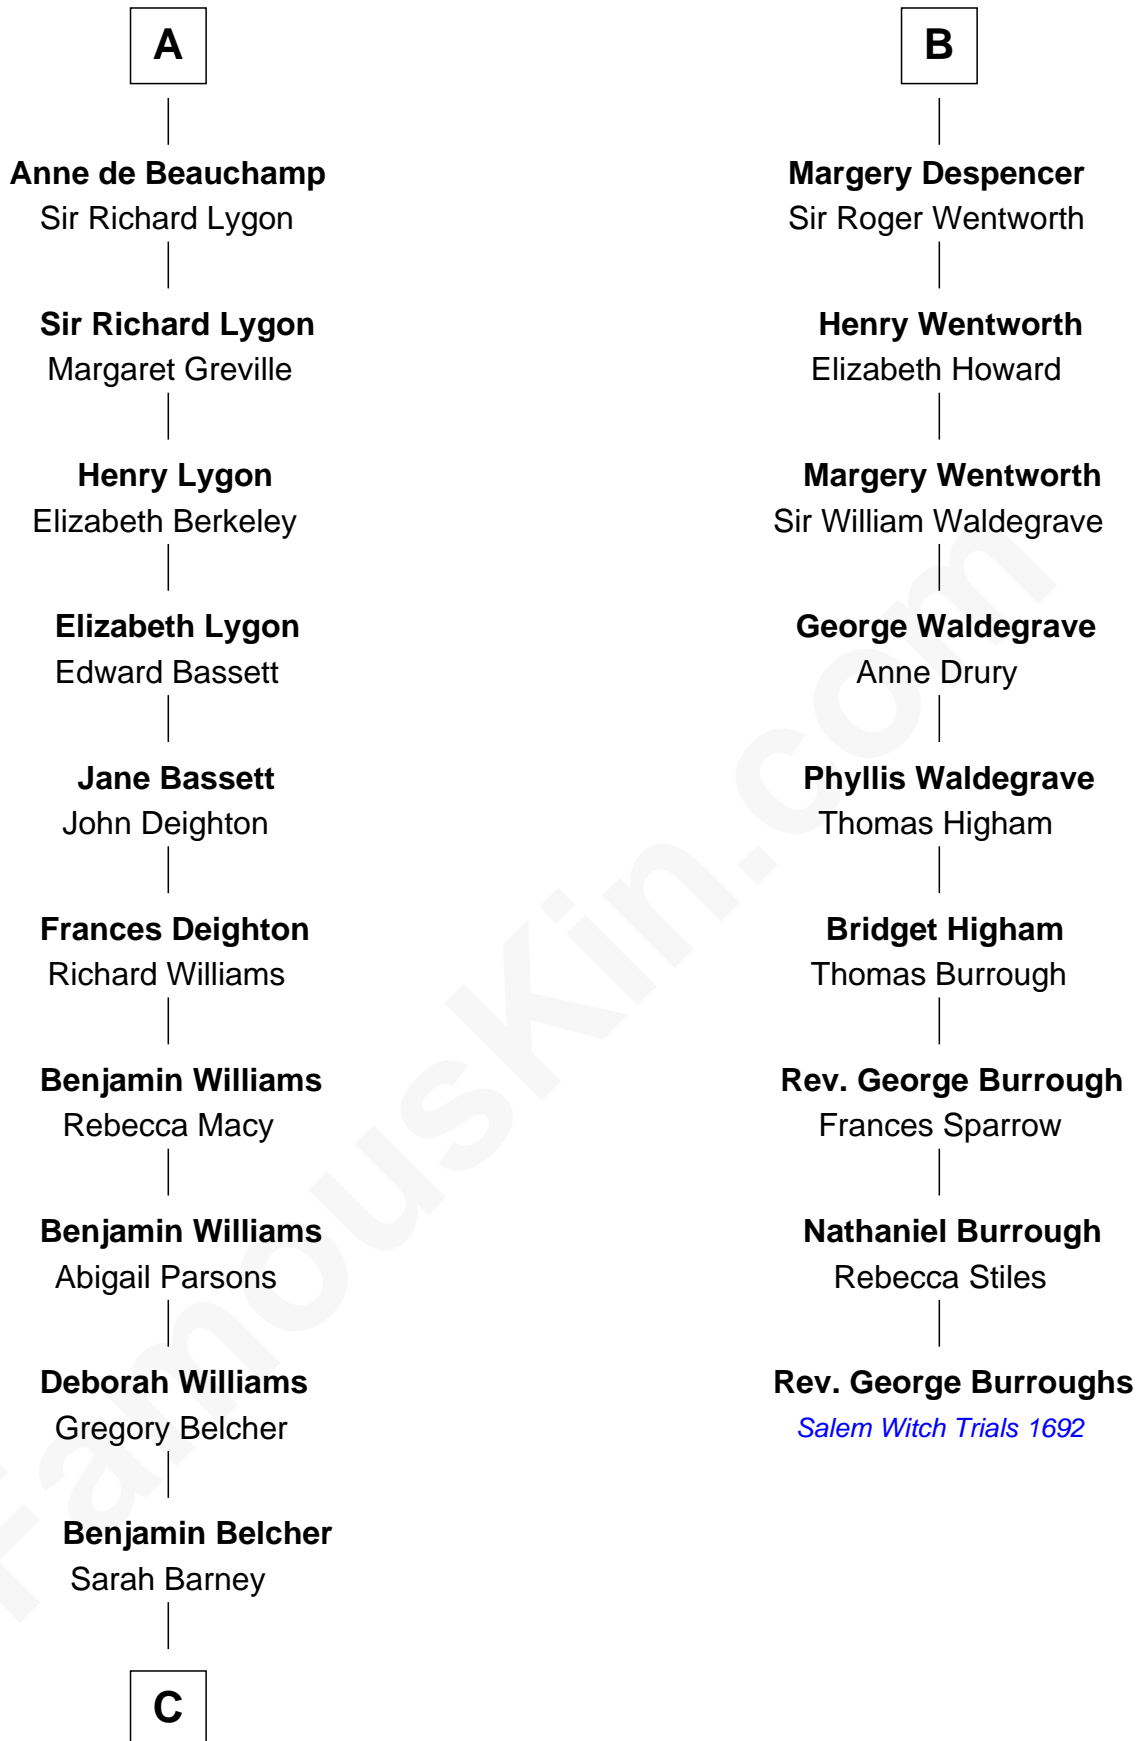 A
Anne de Beauchamp
Sir Richard Lygon
Sir Richard Lygon
Margaret Greville
Henry Lygon
Elizabeth Berkeley
Elizabeth Lygon
Edward Bassett
Jane Bassett
John Deighton
Frances Deighton
Richard Williams
Benjamin Williams
Rebecca Macy
Benjamin Williams
Abigail Parsons
Deborah Williams
Gregory Belcher
Benjamin Belcher
Sarah Barney
C
B
Margery Despencer
Sir Roger Wentworth
Henry Wentworth
Elizabeth Howard
Margery Wentworth
Sir William Waldegrave
George Waldegrave
Anne Drury
Phyllis Waldegrave
Thomas Higham
Bridget Higham
Thomas Burrough
Rev. George Burrough
Frances Sparrow
Nathaniel Burrough
Rebecca Stiles
Rev. George Burroughs
Salem Witch Trials 1692
FamousKin.com